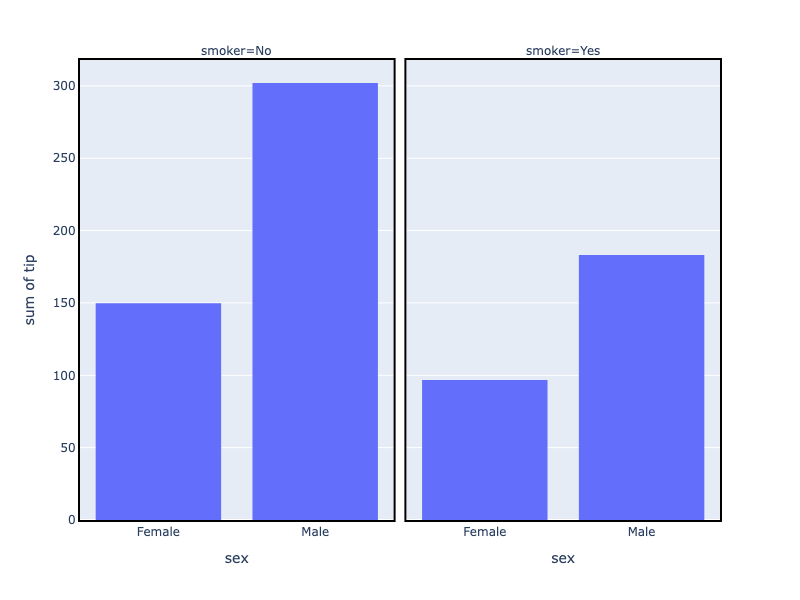 smoker=No
smoker=Yes
sum of tip
300
250
200
150
100
50
0
Female
Male
Female
Male
sex
sex